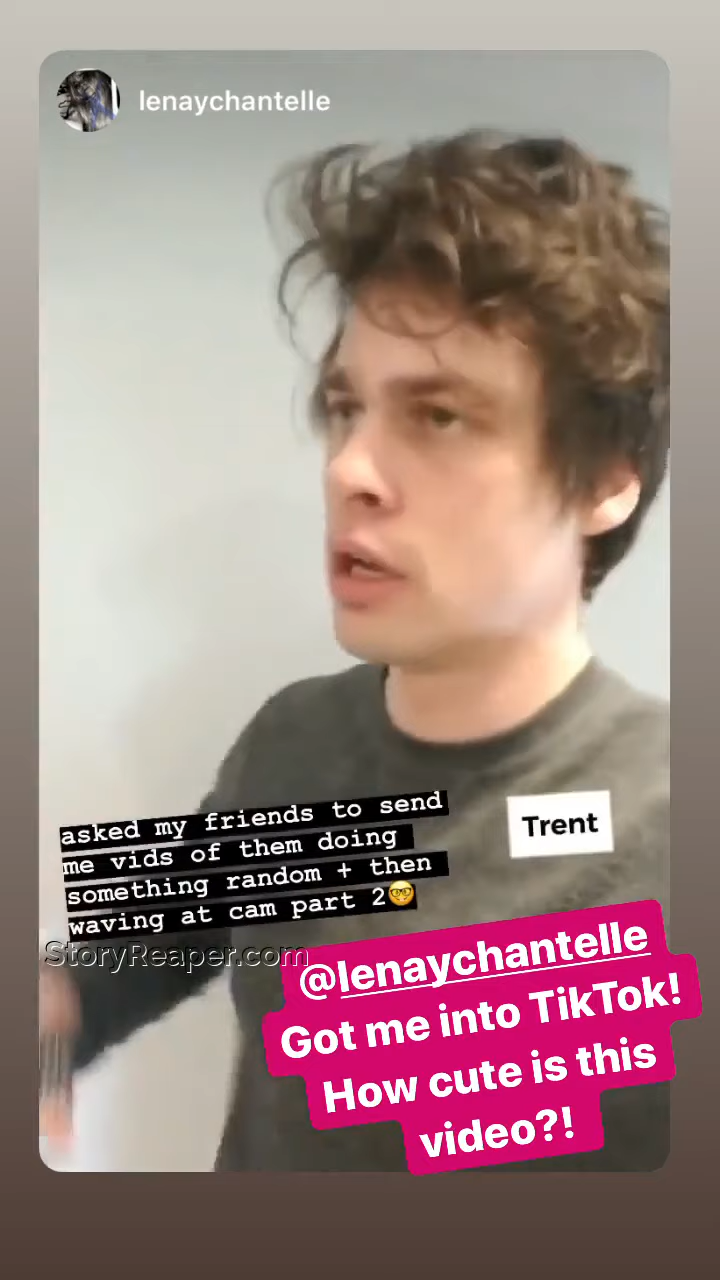 lenaychantelle
asked my friends to send
me vids of them doing
something random + then
waving at cam part 2🤓
Trent
StoryReaper.com
@lenaychantelle
Got me into TikTok!
How cute is this
video?!